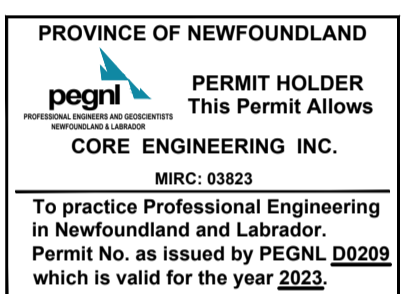 PROVINCE OF NEWFOUNDLAND
pegnl
PROFESSIONAL ENGINEERS AND GEOSCIENTISTS
NEWFOUNDLAND & LABRADOR
PERMIT HOLDER
This Permit Allows
CORE ENGINEERING INC.
MIRC: 03823
To practice Professional Engineering
in Newfoundland and Labrador.
Permit No. as issued by PEGNL D0209
which is valid for the year 2023.